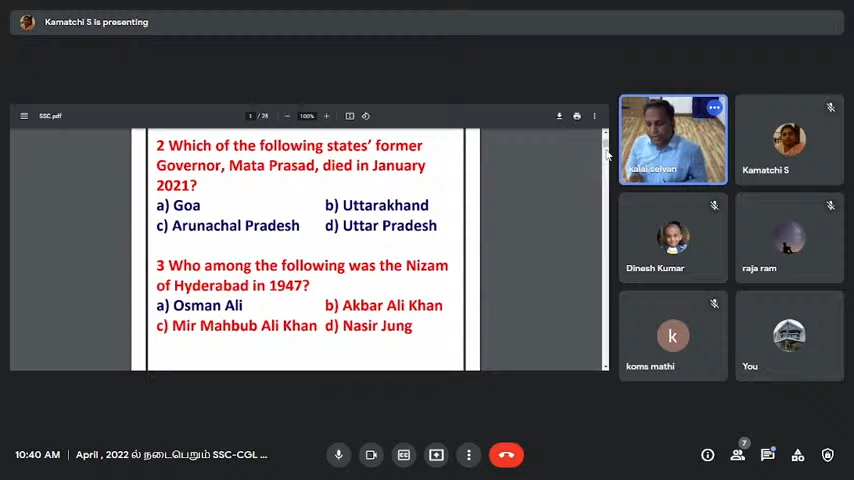 Kamatchi S is presenting
SSC.pdf
1 / 26
100%
2 Which of the following states' former
Governor, Mata Prasad, died in January
2021?
a) Goa b) Uttarakhand
c) Arunachal Pradesh d) Uttar Pradesh
3 Who among the following was the Nizam
of Hyderabad in 1947?
a) Osman Ali b) Akbar Ali Khan
c) Mir Mahbub Ali Khan d) Nasir Jung
kalai selvan
Kamatchi S
Dinesh Kumar
raja ram
k
koms mathi
You
10:40 AM | April , 2022 ல் நடைபெறும் SSC-CGL ...
7